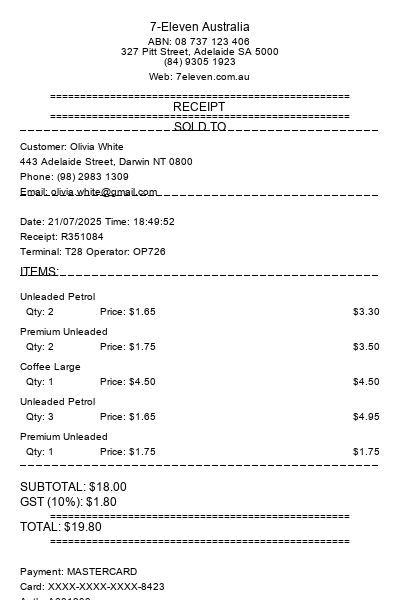 7-Eleven Australia
ABN: 08 737 123 406
327 Pitt Street, Adelaide SA 5000
(84) 9305 1923
Web: 7eleven.com.au
==================================================
RECEIPT
==================================================
SOLD TO
Customer: Olivia White
443 Adelaide Street, Darwin NT 0800
Phone: (98) 2983 1309
Email: olivia.white@gmail.com
Date: 21/07/2025 Time: 18:49:52
Receipt: R351084
Terminal: T28 Operator: OP726
ITEMS:
Unleaded Petrol
Qty: 2 Price: $1.65 $3.30
Premium Unleaded
Qty: 2 Price: $1.75 $3.50
Coffee Large
Qty: 1 Price: $4.50 $4.50
Unleaded Petrol
Qty: 3 Price: $1.65 $4.95
Premium Unleaded
Qty: 1 Price: $1.75 $1.75
SUBTOTAL: $18.00
GST (10%): $1.80
==================================================
TOTAL: $19.80
==================================================
Payment: MASTERCARD
Card: XXXX-XXXX-XXXX-8423